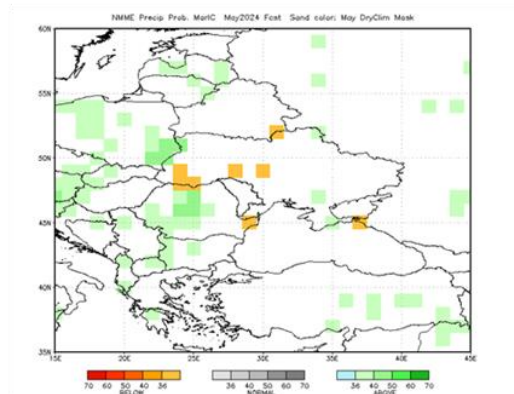 NMME Precip Prob. MarIC May2024 Fcst Sand color: May DryClim Mask
60N
55N
50N
45N
40N
35N
15E 20E 25E 30E 35E 40E 45E
70 60 50 40 36 36 40 50 60 70 36 40 50 60 70
BELOW NORMAL ABOVE